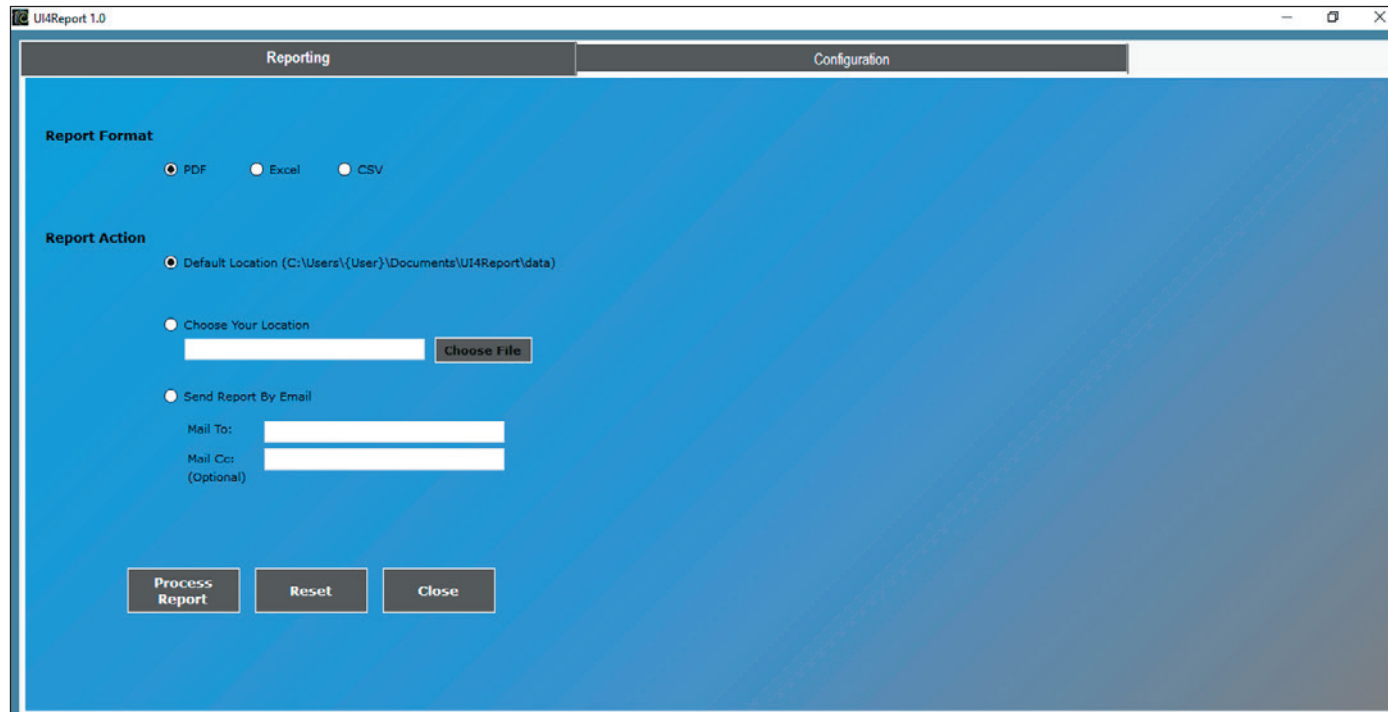 UI4Report 1.0
Reporting
Configuration
Report Format
PDF
Excel
CSV
Report Action
Default Location (C:\Users\{User}\Documents\UI4Report\data)
Choose Your Location
Choose File
Send Report By Email
Mail To:
Mail Cc:
(Optional)
Process
Report
Reset
Close